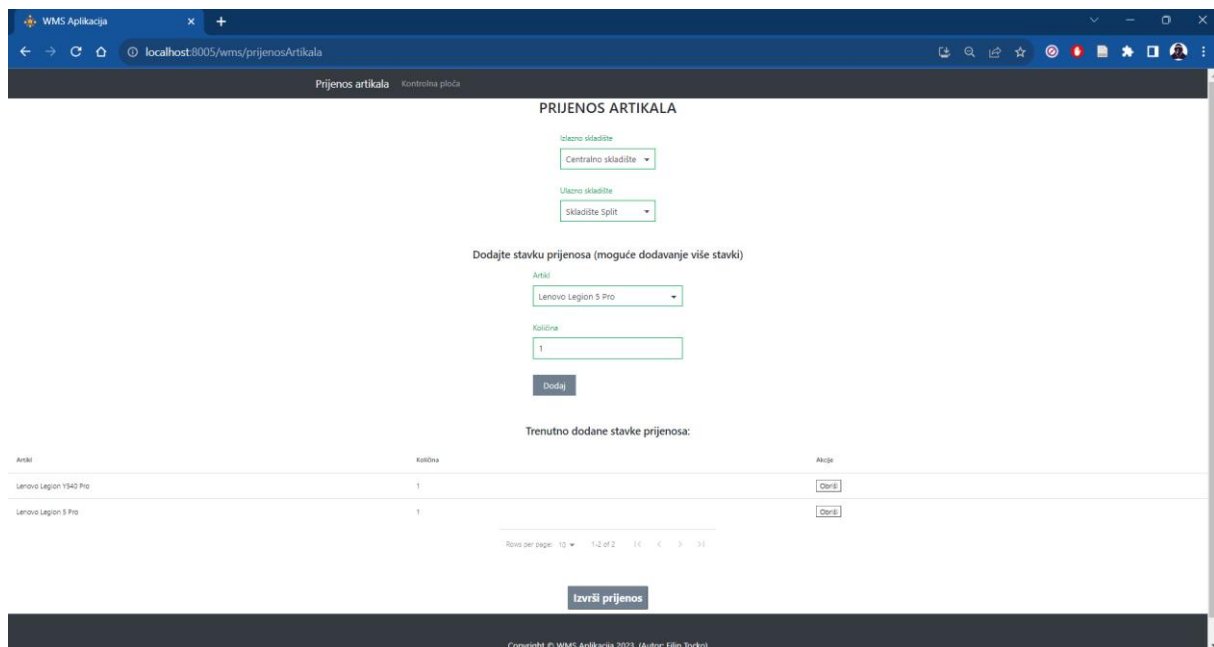 WMS Aplikacija
localhost:8005/wms/prijenosArtikala
Prijenos artikala Kontrolna ploča
PRIJENOS ARTIKALA
Izlazno skladište
Centralno skladište
Ulazno skladište
Skladište Split
Dodajte stavku prijenosa (moguće dodavanje više stavki)
Artikl
Lenovo Legion 5 Pro
Količina
1
Dodaj
Trenutno dodane stavke prijenosa:
Artikl Količina Akcija
Lenovo Legion Y540 Pro 1 Obriši
Lenovo Legion 5 Pro 1 Obriši
Rows per page: 10 1-2 of 2
Izvrši prijenos
Copyright © WMS Aplikacija 2023. (Autor: Filip Tocko)